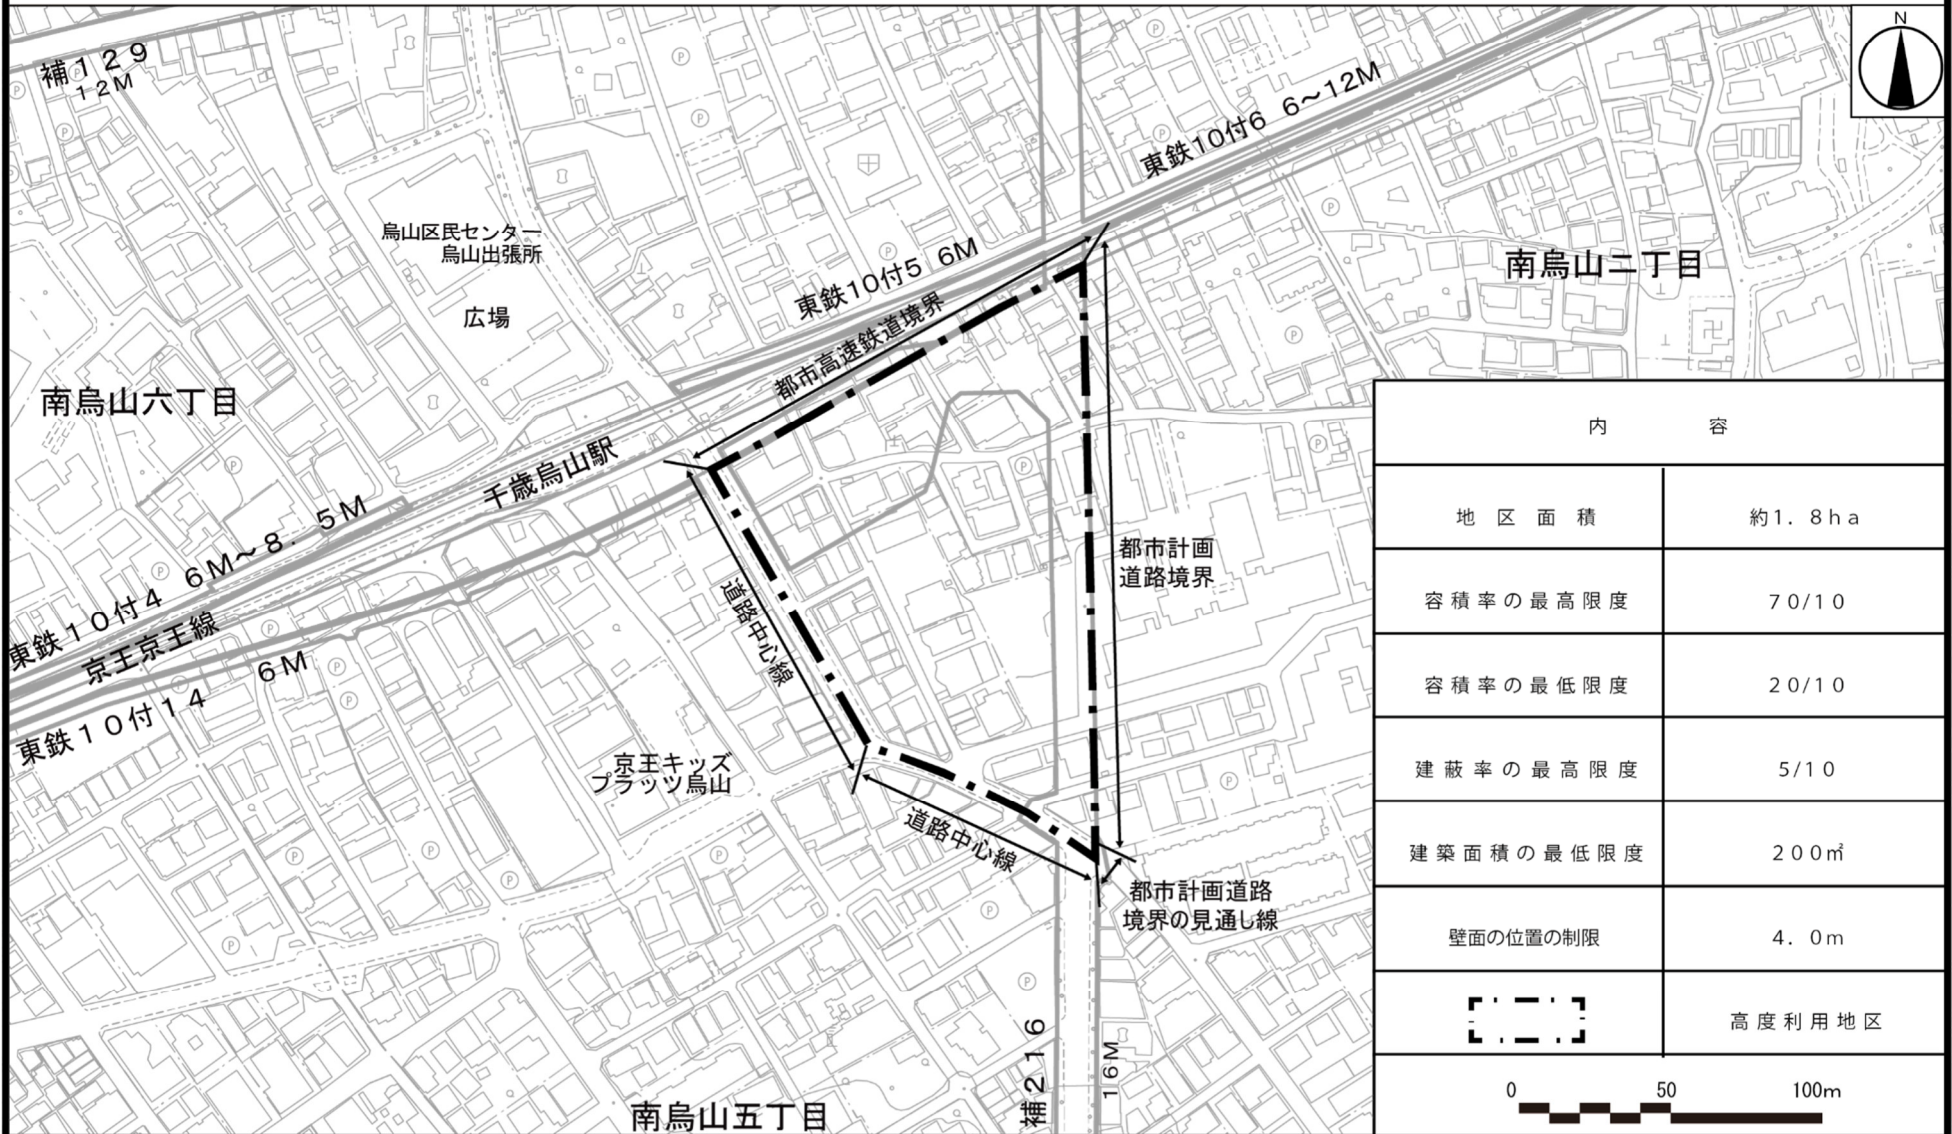 補129
12M
N
東鉄10付6 6～12M
烏山区民センター
烏山出張所
広場
東鉄10付5 6M
都市高速鉄道境界
南烏山二丁目
南烏山六丁目
千歳烏山駅
東鉄10付4 6M～8．5M
京王京王線
東鉄10付14 6M
都市計画
道路境界
道路中心線
京王キッズ
プラッツ烏山
道路中心線
都市計画道路
境界の見通し線
補216
16M
南烏山五丁目
内 容
地区面積 約1．8ha
容積率の最高限度 70/10
容積率の最低限度 20/10
建蔽率の最高限度 5/10
建築面積の最低限度 200㎡
壁面の位置の制限 4．0m
高度利用地区
0 50 100m